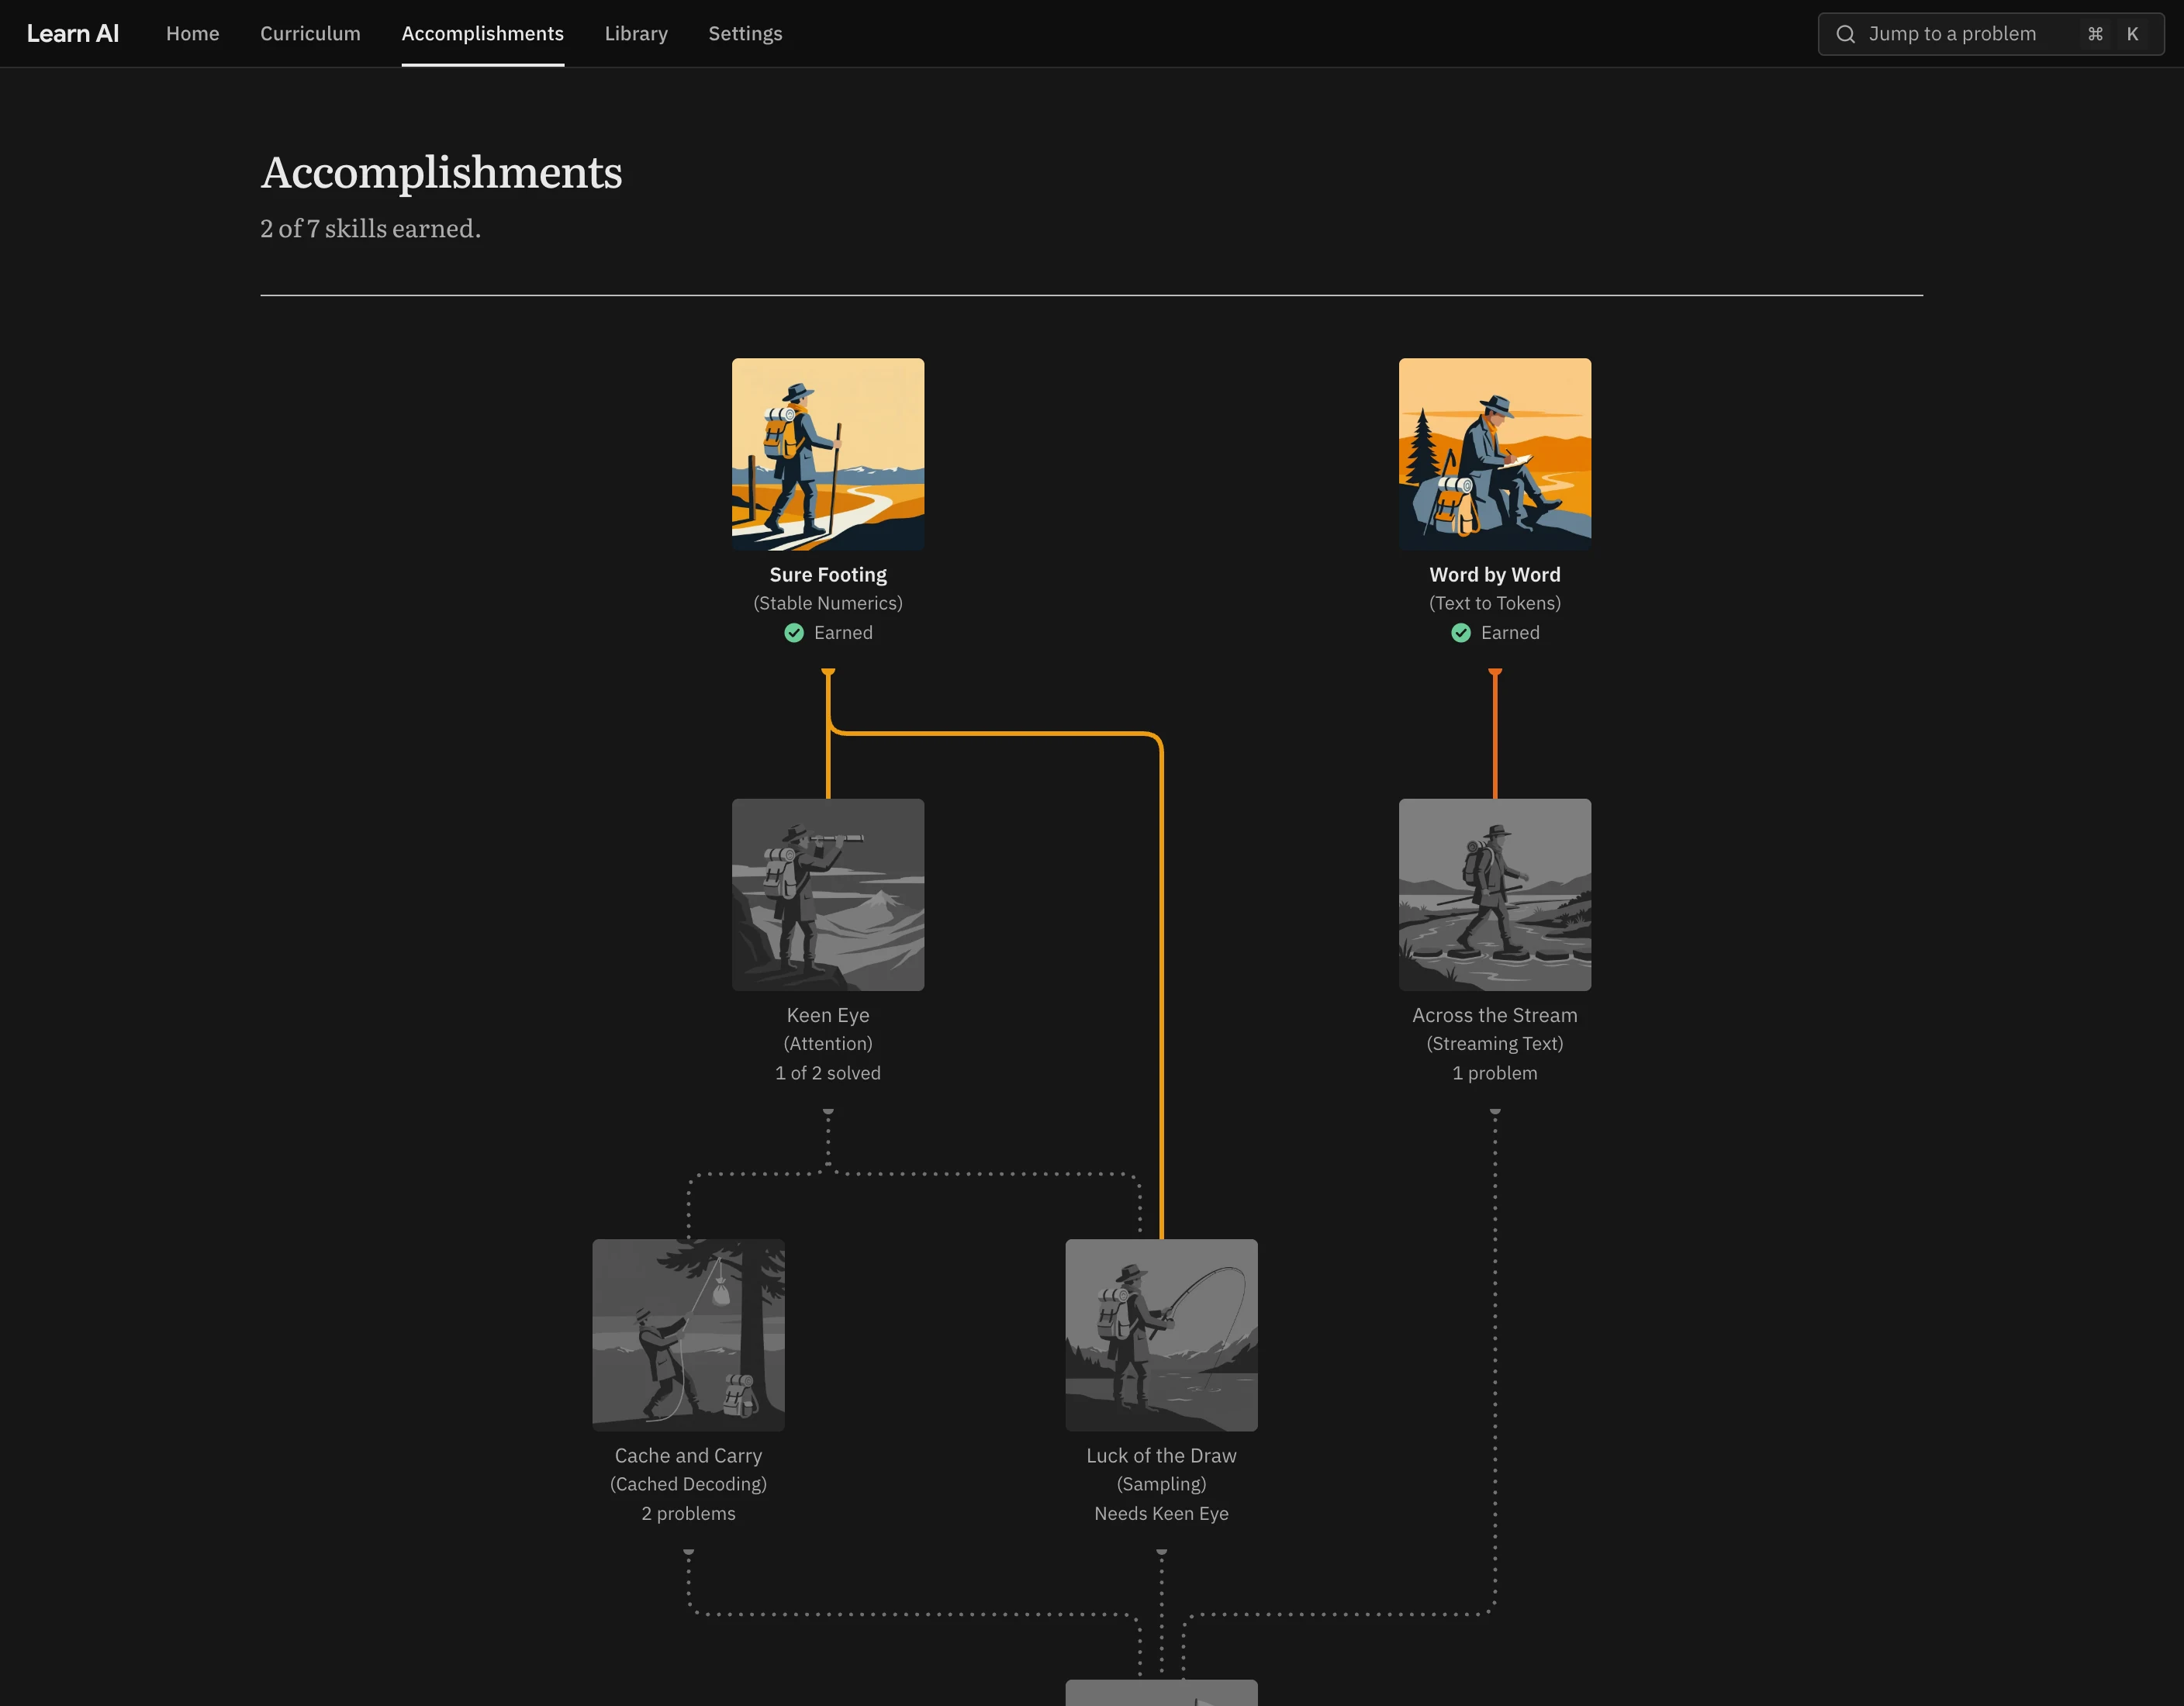 Learn AI
Home
Curriculum
Accomplishments
Library
Settings
Jump to a problem
⌘ K
Accomplishments
2 of 7 skills earned.
Sure Footing
(Stable Numerics)
Earned
Word by Word
(Text to Tokens)
Earned
Keen Eye
(Attention)
1 of 2 solved
Across the Stream
(Streaming Text)
1 problem
Cache and Carry
(Cached Decoding)
2 problems
Luck of the Draw
(Sampling)
Needs Keen Eye